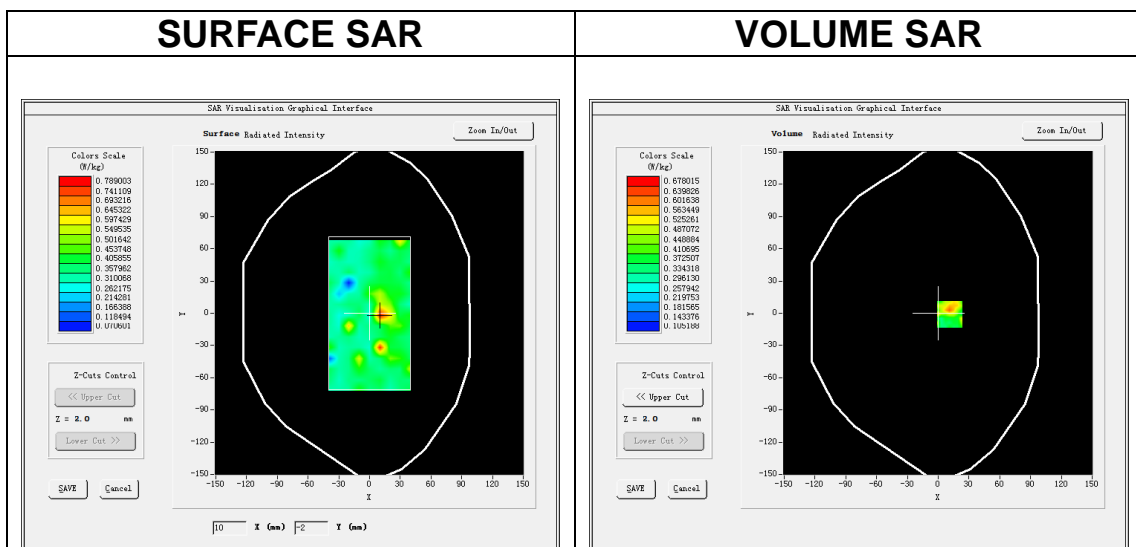 SURFACE SAR
SAR Visualisation Graphical Interface
Surface Radiated Intensity
Zoom In/Out
Colors Scale
(W/kg)
0.789003
0.741109
0.693216
0.645322
0.597429
0.549535
0.501642
0.453748
0.405855
0.357962
0.310068
0.262175
0.214281
0.166388
0.118494
0.070601
Z-Cuts Control
<< Upper Cut
Z = 2.0 mm
Lower Cut >>
SAVE Cancel
150
120
90
60
30
0
-30
-60
-90
-120
-150
Y
-150 -120 -90 -60 -30 0 30 60 90 120 150
X
10 X (mm) -2 Y (mm)
VOLUME SAR
SAR Visualisation Graphical Interface
Volume Radiated Intensity
Zoom In/Out
Colors Scale
(W/kg)
0.678015
0.639826
0.601638
0.563449
0.525261
0.487072
0.448884
0.410695
0.372507
0.334318
0.296130
0.257942
0.219753
0.181565
0.143376
0.105188
Z-Cuts Control
<< Upper Cut
Z = 2.0 mm
Lower Cut >>
SAVE Cancel
150
120
90
60
30
0
-30
-60
-90
-120
-150
Y
-150 -120 -90 -60 -30 0 30 60 90 120 150
X